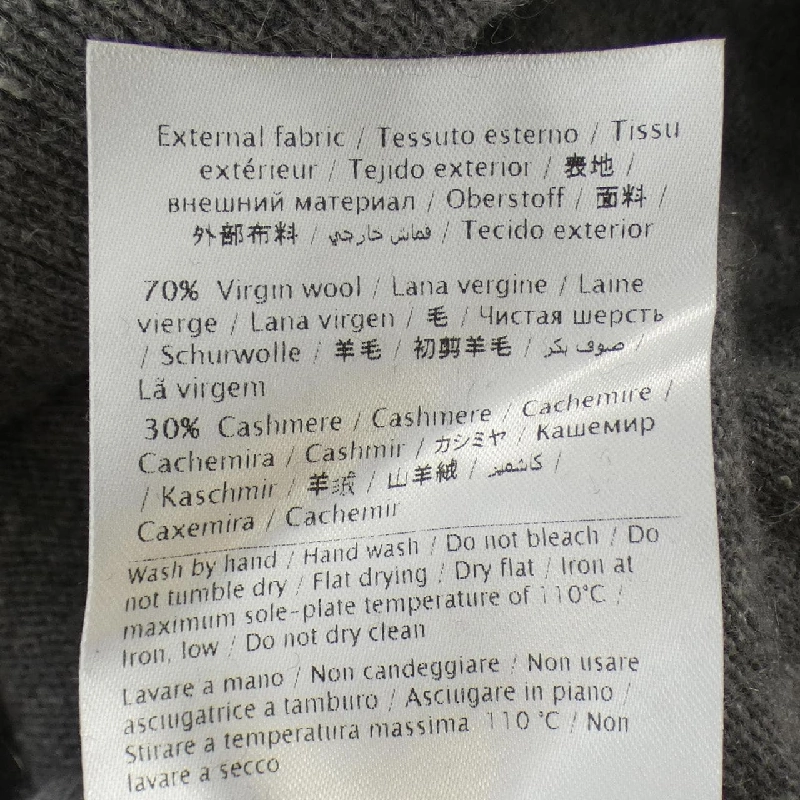 External fabric / Tessuto esterno / Tissu
extérieur / Tejido exterior / 表地 /
внешний материал / Oberstoff / 面料 /
外部布料 / قماش خارجي / Tecido exterior
70% Virgin wool / Lana vergine / Laine
vierge / Lana virgen / 毛 / Чистая шерсть
/ Schurwolle / 羊毛 / 初剪羊毛 / صوف بكر /
Lã virgem
30% Cashmere / Cashmere / Cachemire /
Cachemira / Cashmir / カシミヤ / Кашемир
/ Kaschmir / 羊绒 / 山羊絨 / كاشمير /
Caxemira / Cachemir
Wash by hand / Hand wash / Do not bleach / Do
not tumble dry / Flat drying / Dry flat / Iron at
maximum sole-plate temperature of 110°C /
Iron, low / Do not dry clean
Lavare a mano / Non candeggiare / Non usare
asciugatrice a tamburo / Asciugare in piano /
Stirare a temperatura massima 110 °C / Non
lavare a secco